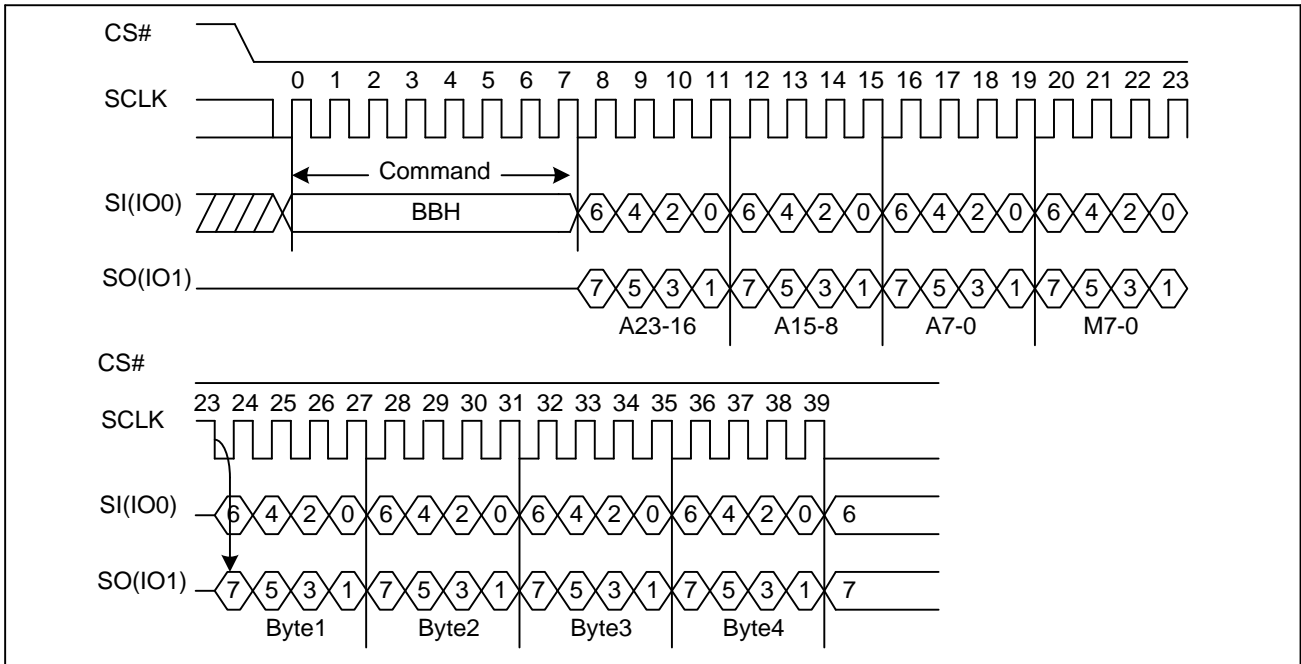 CS#
0 1 2 3 4 5 6 7 8 9 10 11 12 13 14 15 16 17 18 19 20 21 22 23
SCLK
Command
SI(IO0) BBH 6 4 2 0 6 4 2 0 6 4 2 0 6 4 2 0
SO(IO1) 7 5 3 1 7 5 3 1 7 5 3 1 7 5 3 1
A23-16 A15-8 A7-0 M7-0
CS#
23 24 25 26 27 28 29 30 31 32 33 34 35 36 37 38 39
SCLK
SI(IO0) 6 4 2 0 6 4 2 0 6 4 2 0 6 4 2 0 6
SO(IO1) 7 5 3 1 7 5 3 1 7 5 3 1 7 5 3 1 7
Byte1 Byte2 Byte3 Byte4